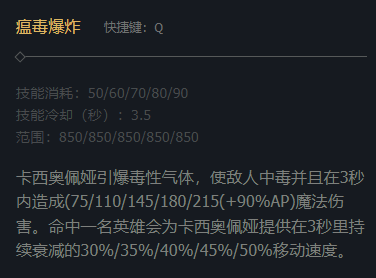 瘟毒爆炸 快捷键：Q
技能消耗：50/60/70/80/90
技能冷却（秒）：3.5
范围：850/850/850/850/850
卡西奥佩娅引爆毒性气体，使敌人中毒并且在3秒
内造成(75/110/145/180/215(+90%AP)魔法伤
害。命中一名英雄会为卡西奥佩娅提供在3秒里持
续衰减的30%/35%/40%/45%/50%移动速度。